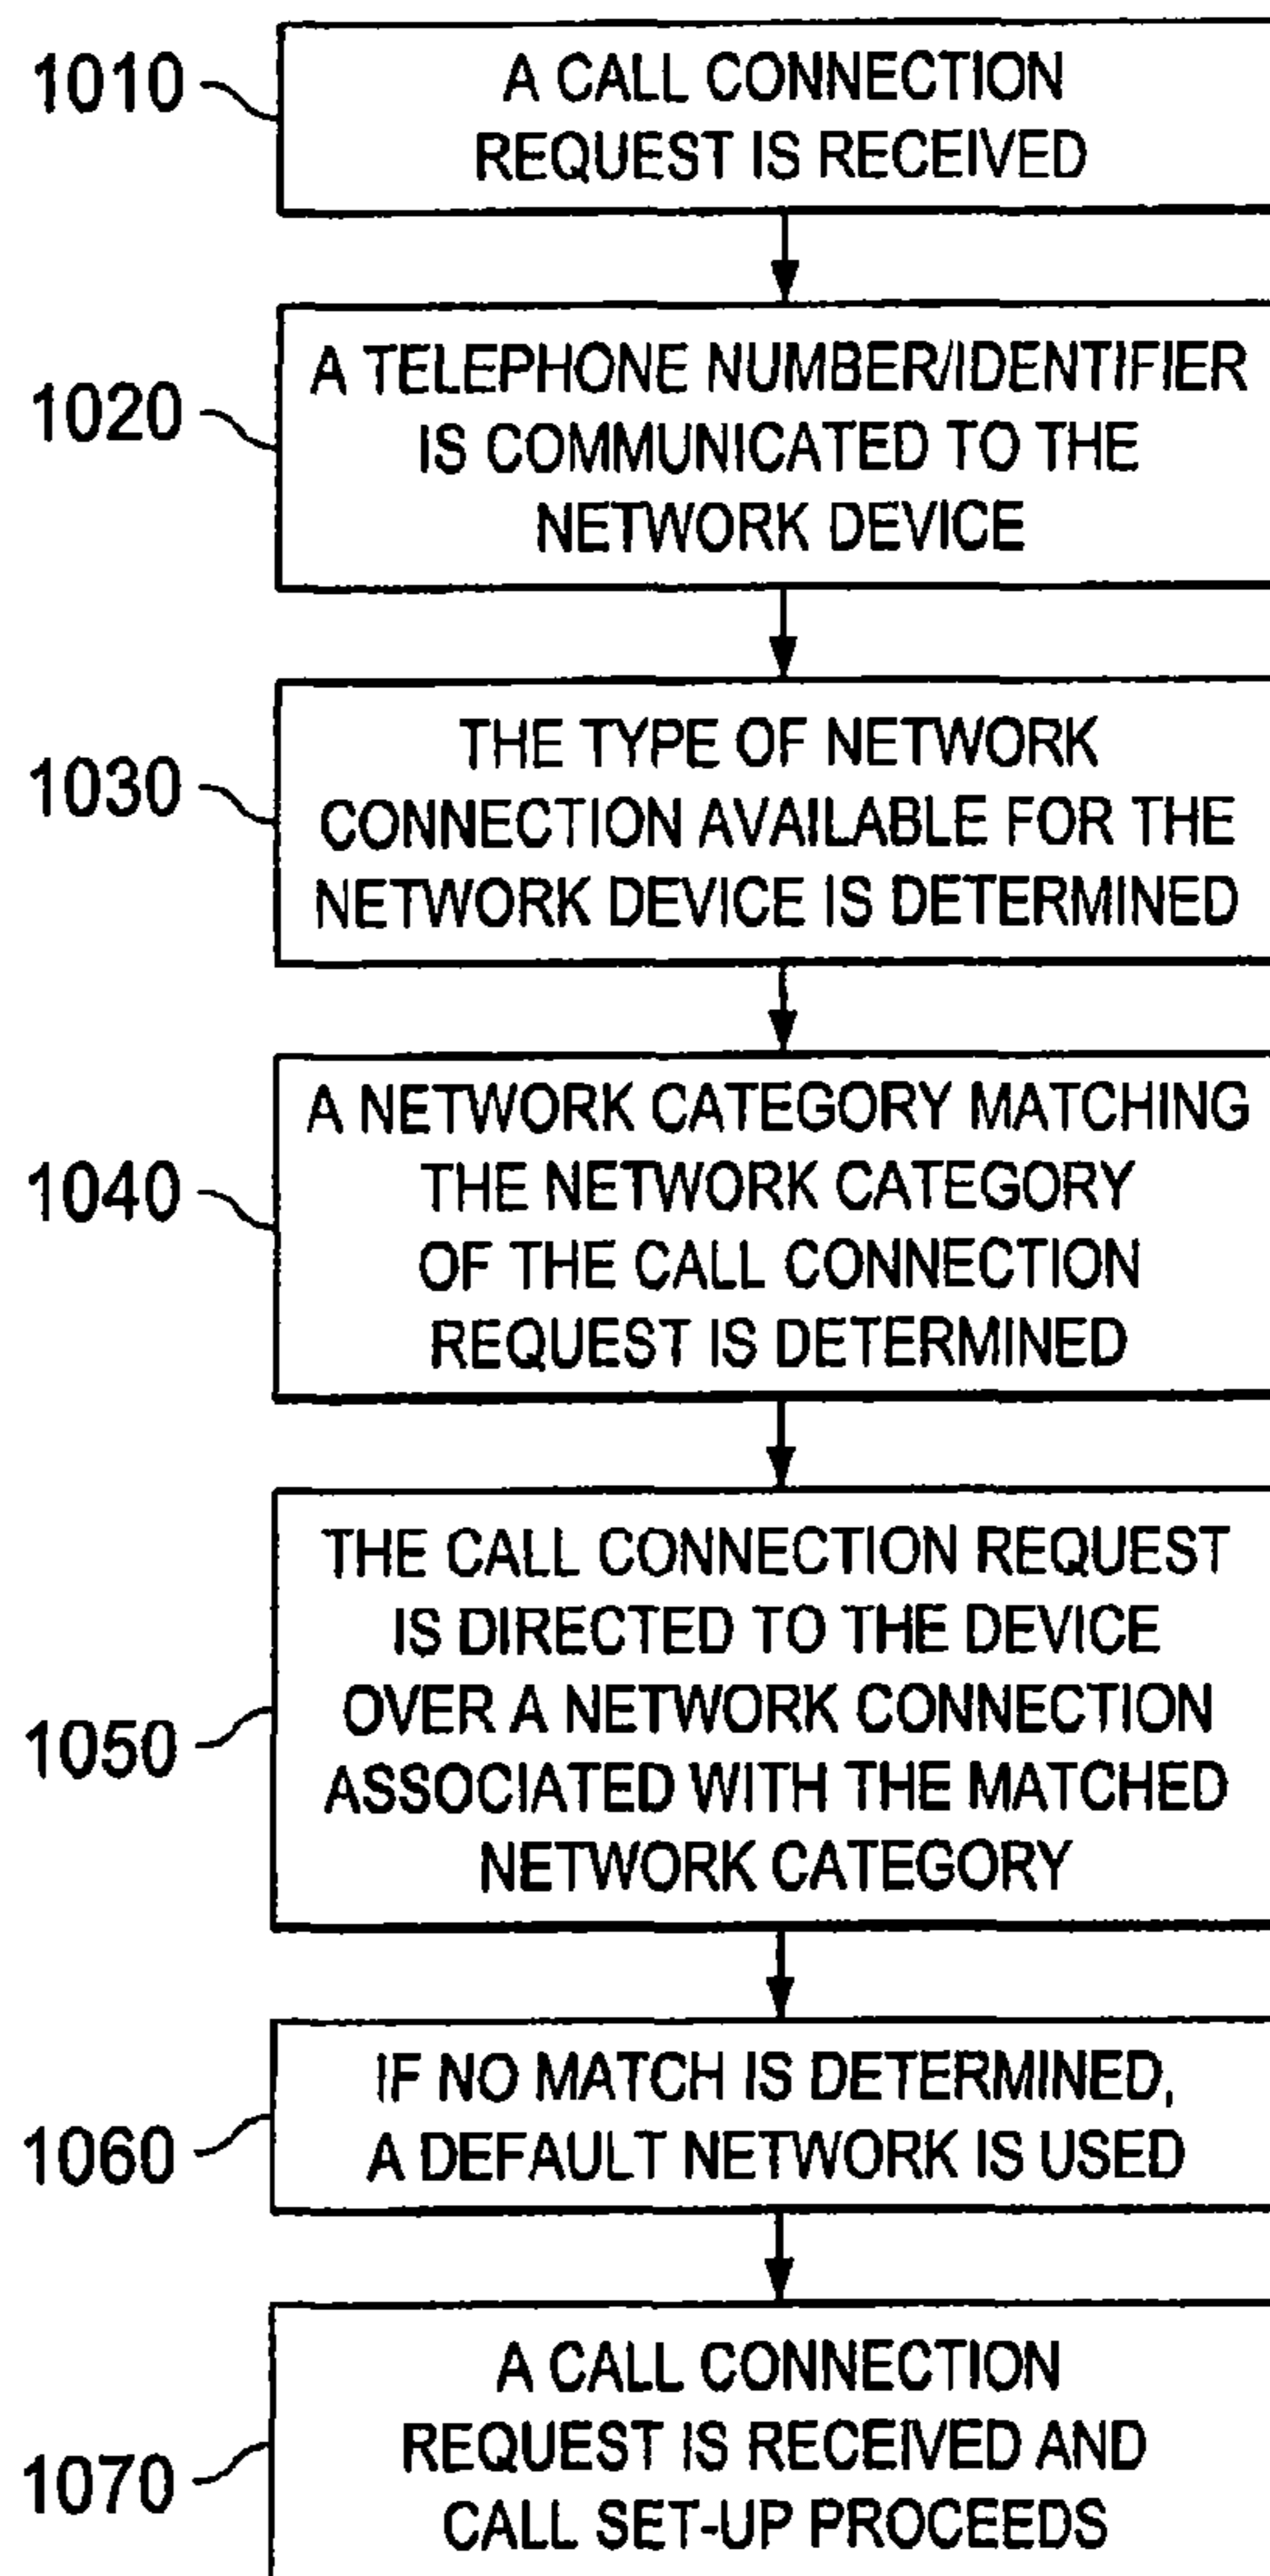 1010
A CALL CONNECTION
REQUEST IS RECEIVED
1020
A TELEPHONE NUMBER/IDENTIFIER
IS COMMUNICATED TO THE
NETWORK DEVICE
1030
THE TYPE OF NETWORK
CONNECTION AVAILABLE FOR THE
NETWORK DEVICE IS DETERMINED
1040
A NETWORK CATEGORY MATCHING
THE NETWORK CATEGORY
OF THE CALL CONNECTION
REQUEST IS DETERMINED
1050
THE CALL CONNECTION REQUEST
IS DIRECTED TO THE DEVICE
OVER A NETWORK CONNECTION
ASSOCIATED WITH THE MATCHED
NETWORK CATEGORY
1060
IF NO MATCH IS DETERMINED,
A DEFAULT NETWORK IS USED
1070
A CALL CONNECTION
REQUEST IS RECEIVED AND
CALL SET-UP PROCEEDS